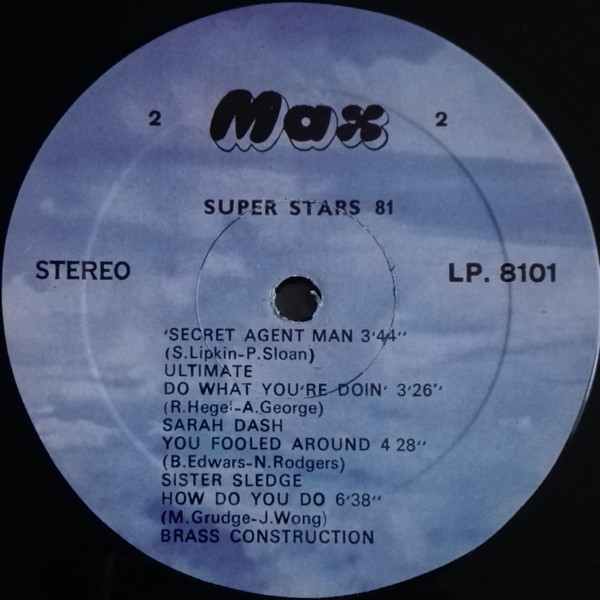 2 Max 2
SUPER STARS 81
STEREO LP. 8101
'SECRET AGENT MAN 3'44''
(S.Lipkin-P.Sloan)
ULTIMATE
DO WHAT YOU'RE DOIN' 3'26''
(R.Hegel-A.George)
SARAH DASH
YOU FOOLED AROUND 4 28''
(B.Edwars-N.Rodgers)
SISTER SLEDGE
HOW DO YOU DO 6'38''
(M.Grudge-J.Wong)
BRASS CONSTRUCTION